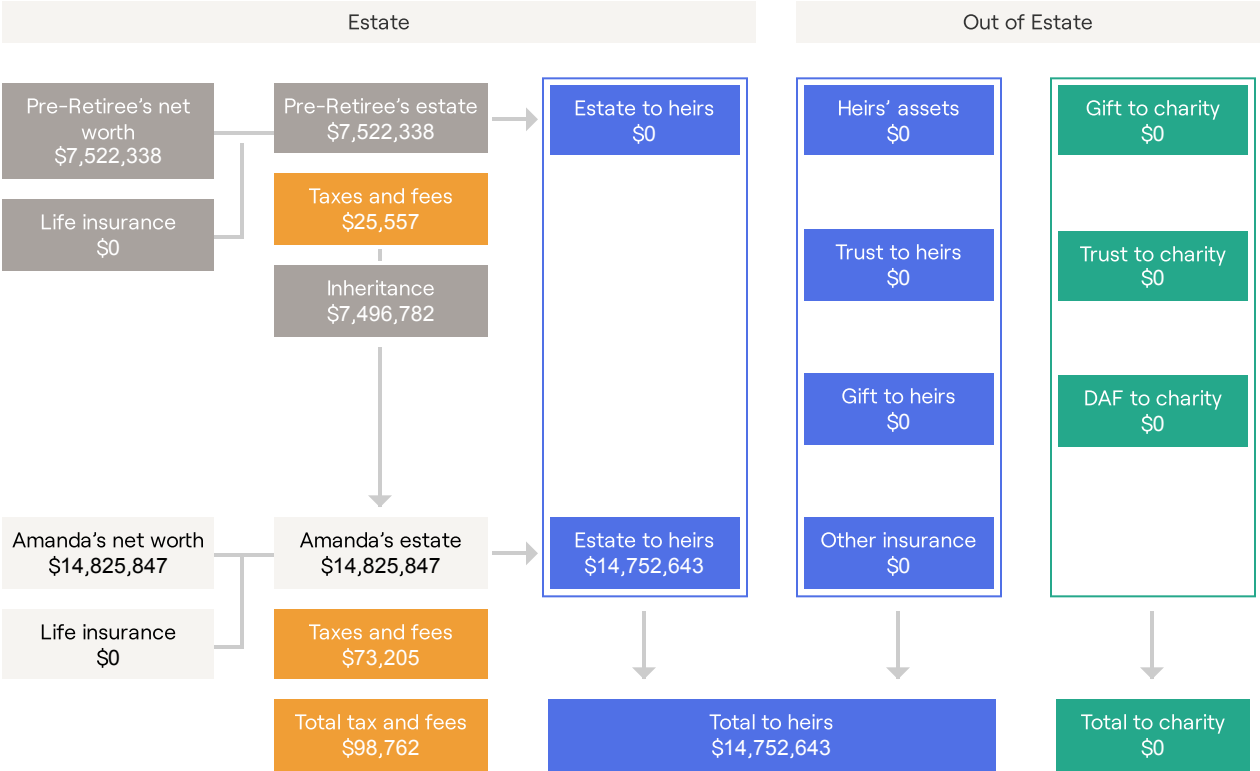 Estate
Out of Estate
Pre-Retiree's net
worth
$7,522,338
Life insurance
$0
Pre-Retiree's estate
$7,522,338
Taxes and fees
$25,557
Inheritance
$7,496,782
Estate to heirs
$0
Heirs' assets
$0
Trust to heirs
$0
Gift to heirs
$0
Gift to charity
$0
Trust to charity
$0
DAF to charity
$0
Amanda's net worth
$14,825,847
Life insurance
$0
Amanda's estate
$14,825,847
Taxes and fees
$73,205
Total tax and fees
$98,762
Estate to heirs
$14,752,643
Other insurance
$0
Total to heirs
$14,752,643
Total to charity
$0